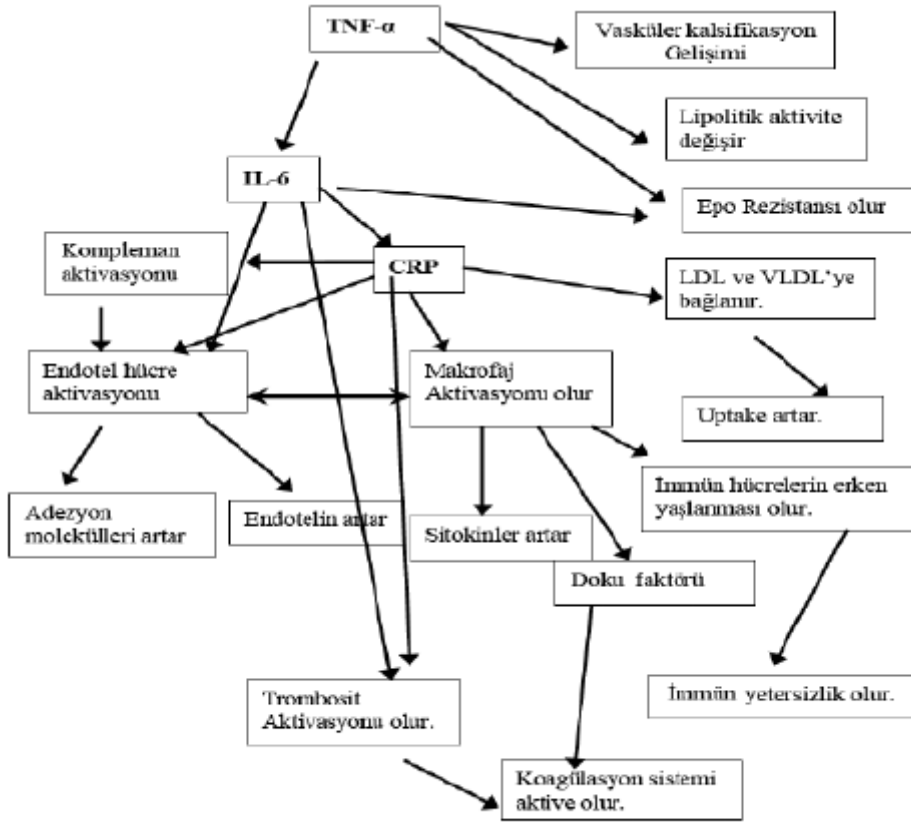 TNF-α
Vasküler kalsifikasyon
Gelişimi
Lipolitik aktivite
değişir
IL-6
Epo Rezistansı olur
Kompleman
aktivasyonu
CRP
LDL ve VLDL'ye
bağlanır.
Endotel hücre
aktivasyonu
Makrofaj
Aktivasyonu olur
Uptake artar.
Adezyon
molekülleri artar
Endotelin artar
Sitokinler artar
İmmün hücrelerin erken
yaşlanması olur.
Doku faktörü
Trombosit
Aktivasyonu olur.
İmmün yetersizlik olur.
Koagülasyon sistemi
aktive olur.